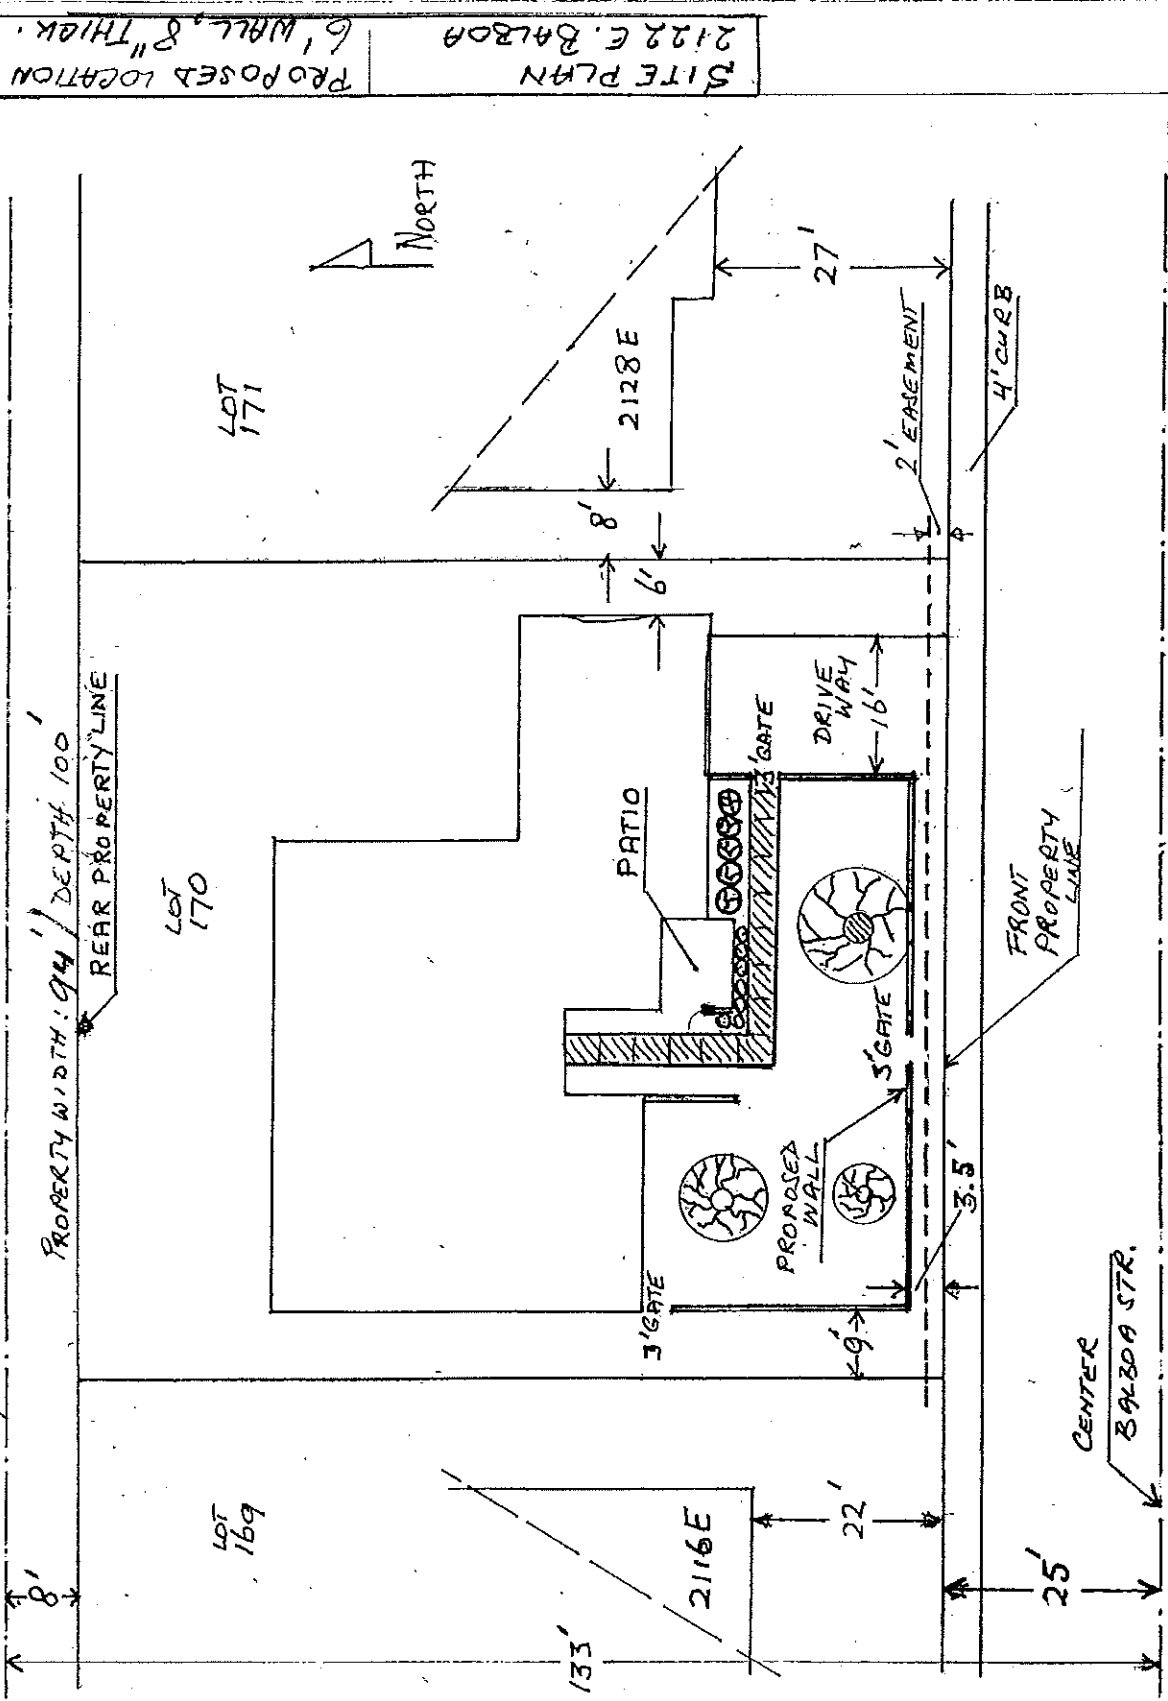 SITE PLAN
2122 E. BALBOA
PROPOSED LOCATION
6' WALL, 8" THICK.
NORTH
PROPERTY WIDTH: 94' / DEPTH 100'
REAR PROPERTY LINE
8'
LOT
169
LOT
170
LOT
171
133'
2116E
22'
25'
CENTER
BALBOA STR.
3' GATE
9'
PROPOSED
WALL
3.5'
3' GATE
PATIO
3' GATE
DRIVE
WAY
16'
FRONT
PROPERTY
LINE
6'
8'
2128E
27'
2' EASEMENT
4' CURB